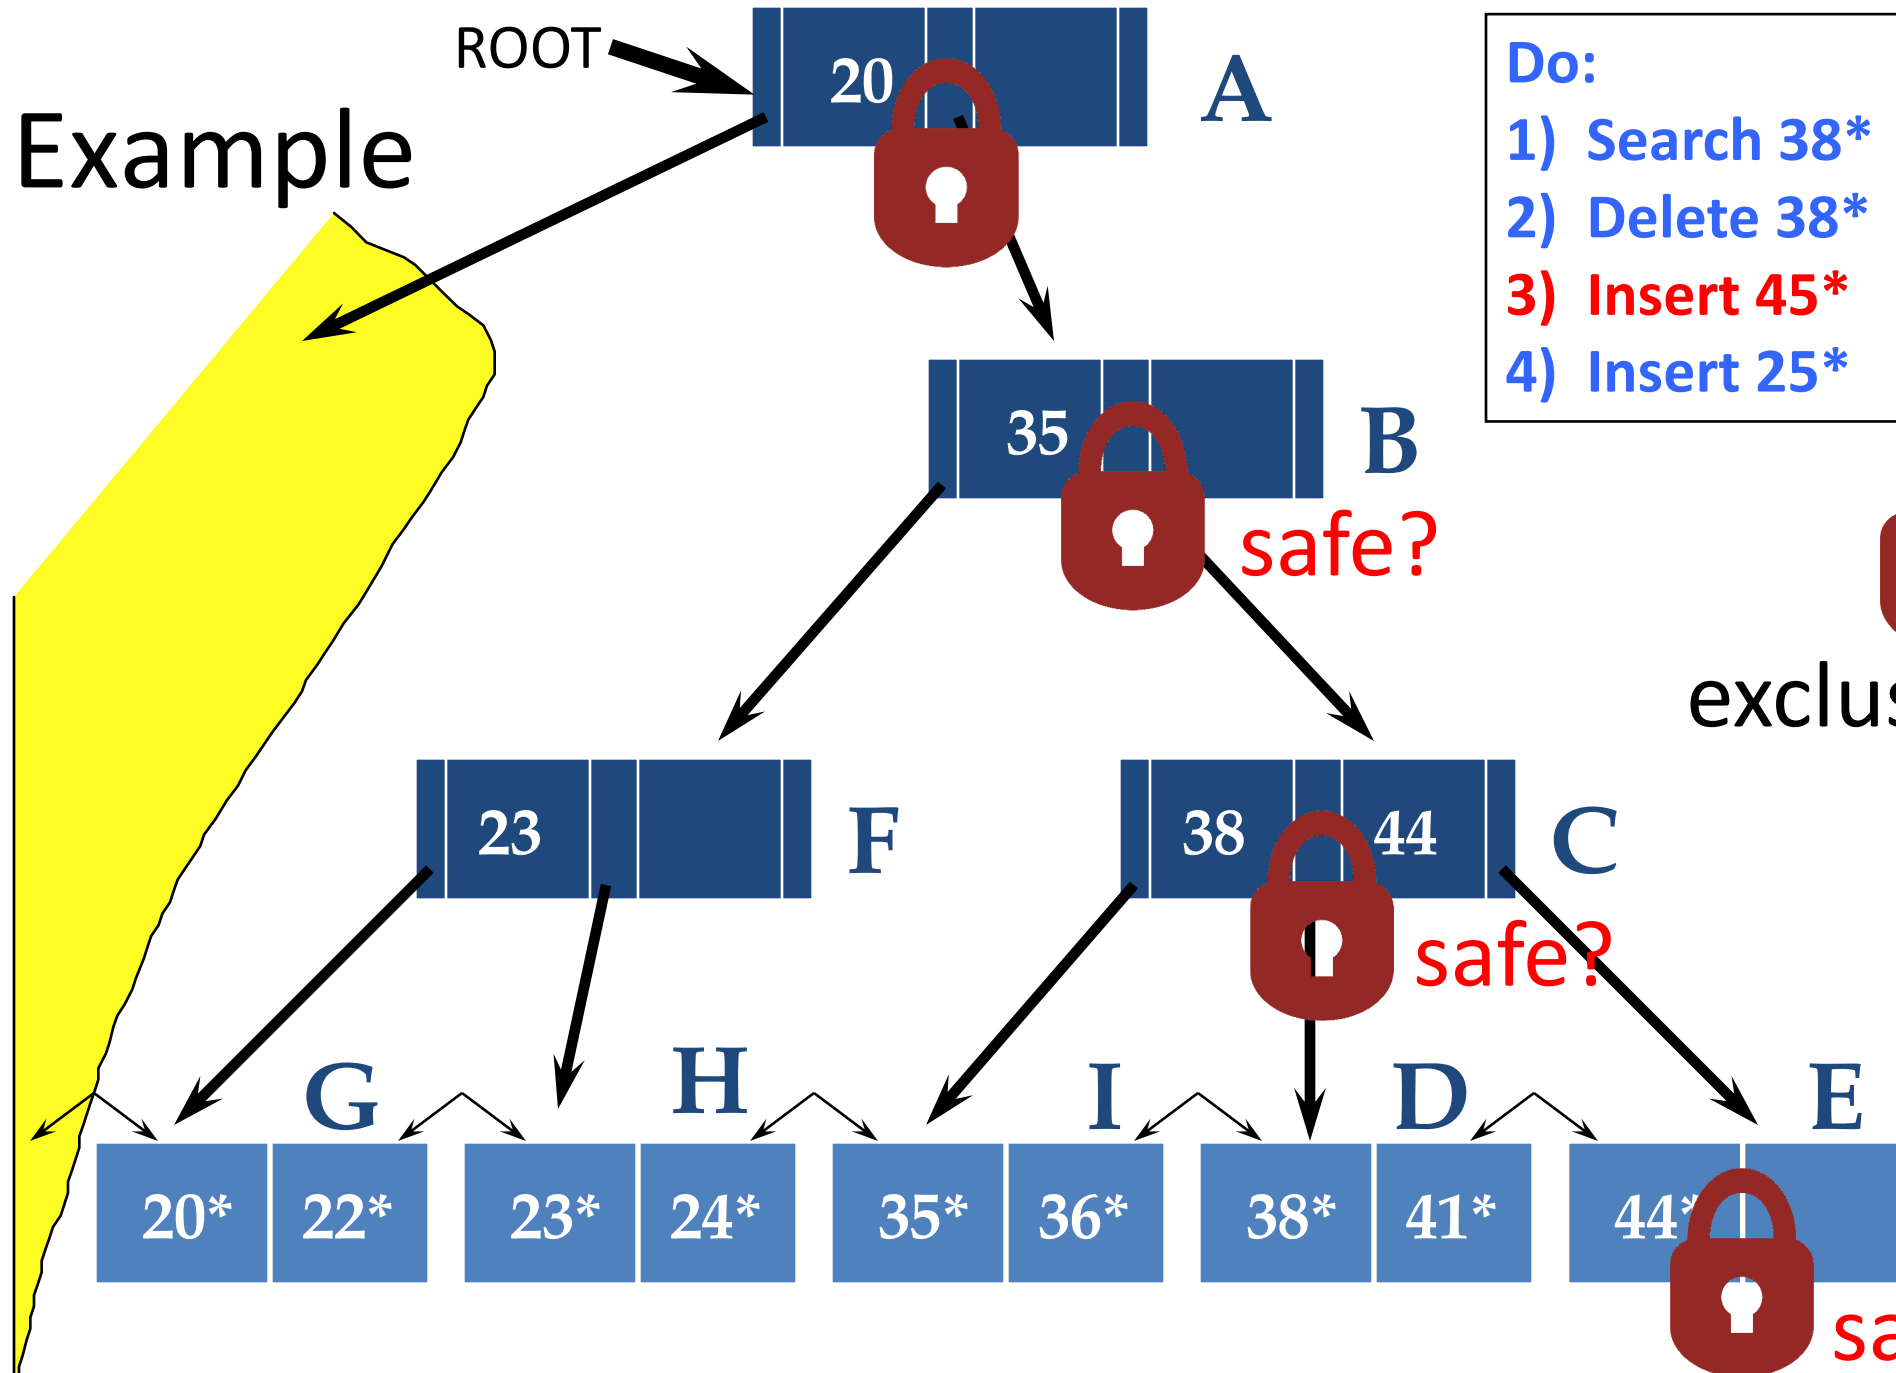 ROOT
20
A
Do:
1) Search 38*
2) Delete 38*
3) Insert 45*
4) Insert 25*
Example
35
B
safe?
23
F
38
44
C
safe?
G
H
I
D
E
20*
22*
23*
24*
35*
36*
38*
41*
44*